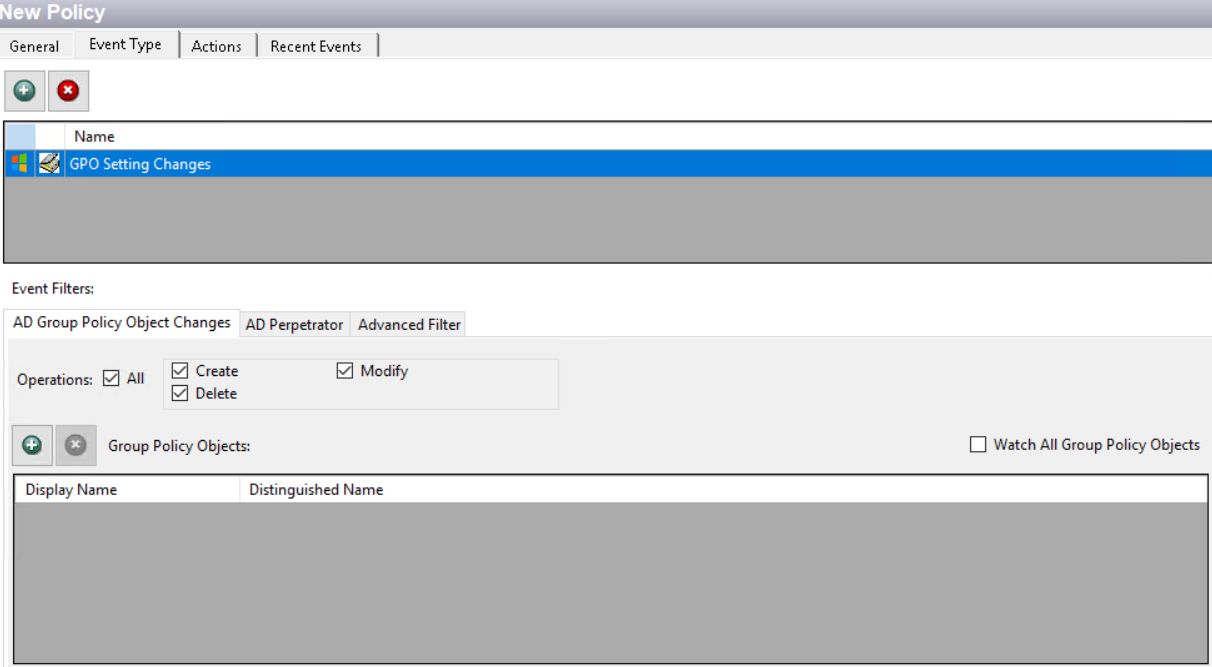 New Policy
General Event Type Actions Recent Events
Name
GPO Setting Changes
Event Filters:
AD Group Policy Object Changes AD Perpetrator Advanced Filter
Operations: All Create Modify
Delete
Group Policy Objects: Watch All Group Policy Objects
Display Name Distinguished Name